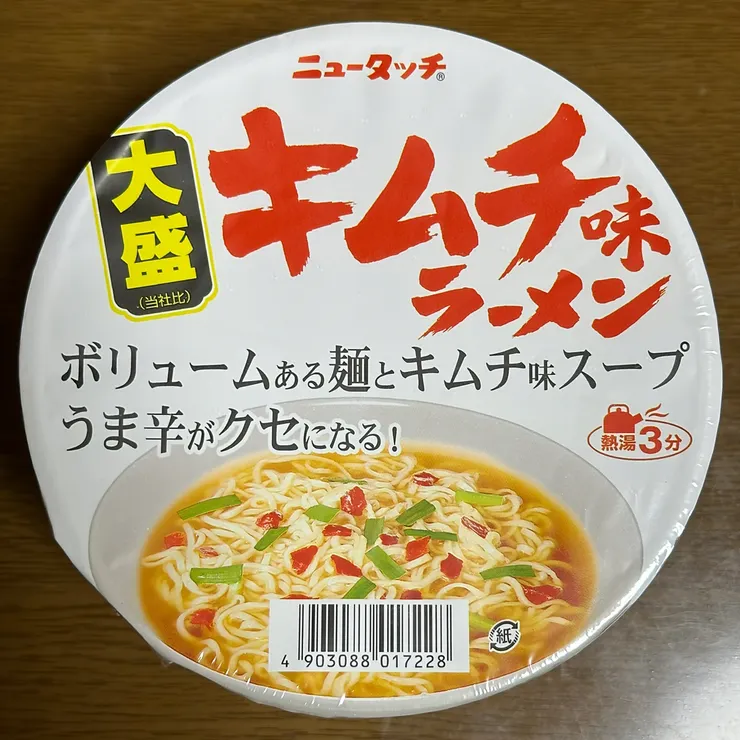 ニュータッチ®
大盛
(当社比)
キムチ味
ラーメン
ボリュームある麺とキムチ味スープ
うま辛がクセになる!
熱湯3分
紙
4 903088 017228